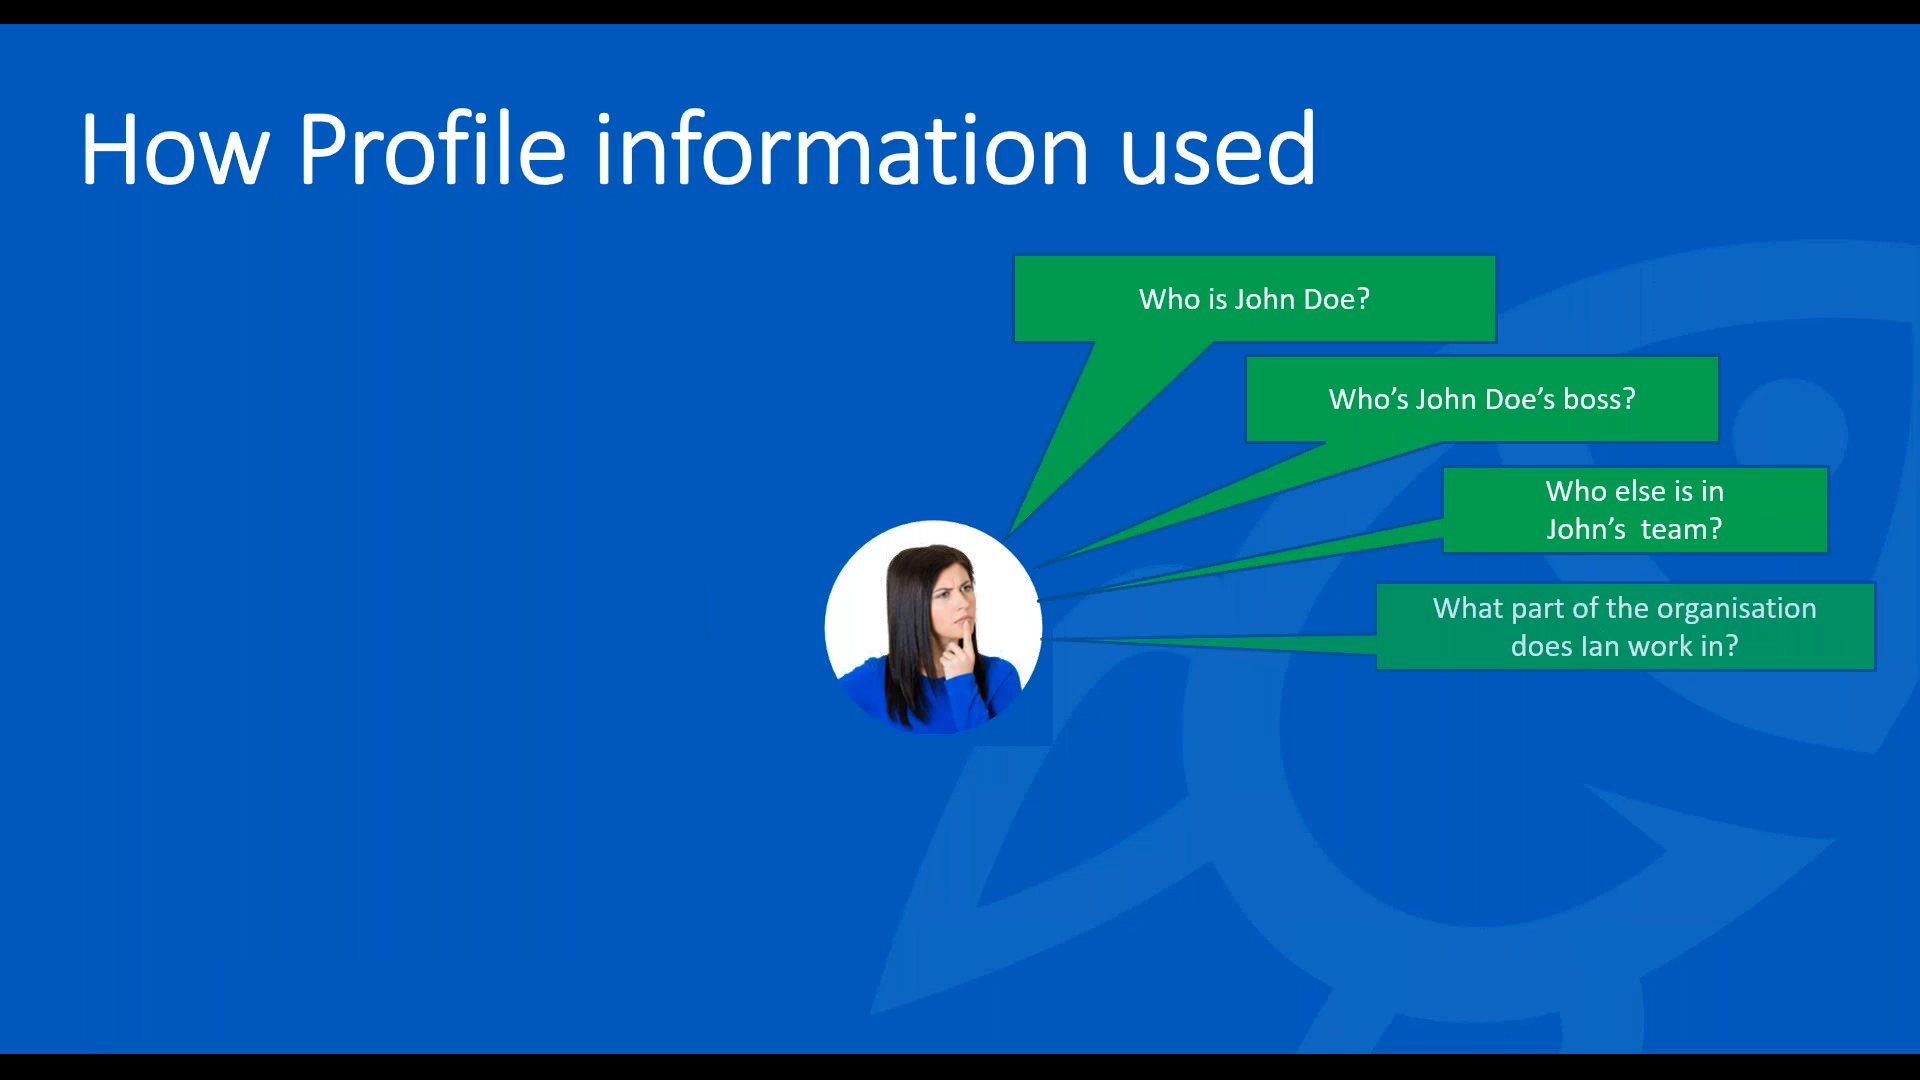 How Profile information used
Who is John Doe?
Who’s John Doe’s boss?
Who else is in
John’s  team?
What part of the organisation
does Ian work in?